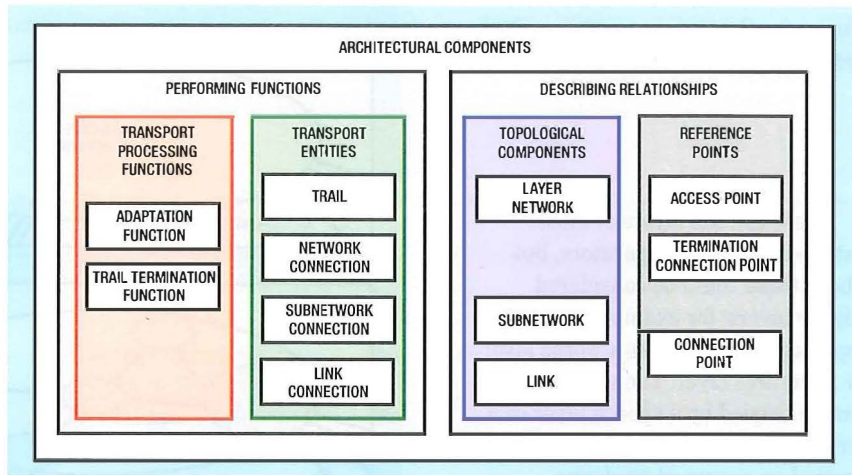 ARCHITECTURAL COMPONENTS
PERFORMING FUNCTIONS
TRANSPORT
PROCESSING
FUNCTIONS
ADAPTATION
FUNCTION
TRAIL TERMINATION
FUNCTION
TRANSPORT
ENTITIES
TRAIL
NETWORK
CONNECTION
SUBNETWORK
CONNECTION
LINK
CONNECTION
DESCRIBING RELATIONSHIPS
TOPOLOGICAL
COMPONENTS
LAYER
NETWORK
SUBNETWORK
LINK
REFERENCE
POINTS
ACCESS POINT
TERMINATION
CONNECTION POINT
CONNECTION
POINT